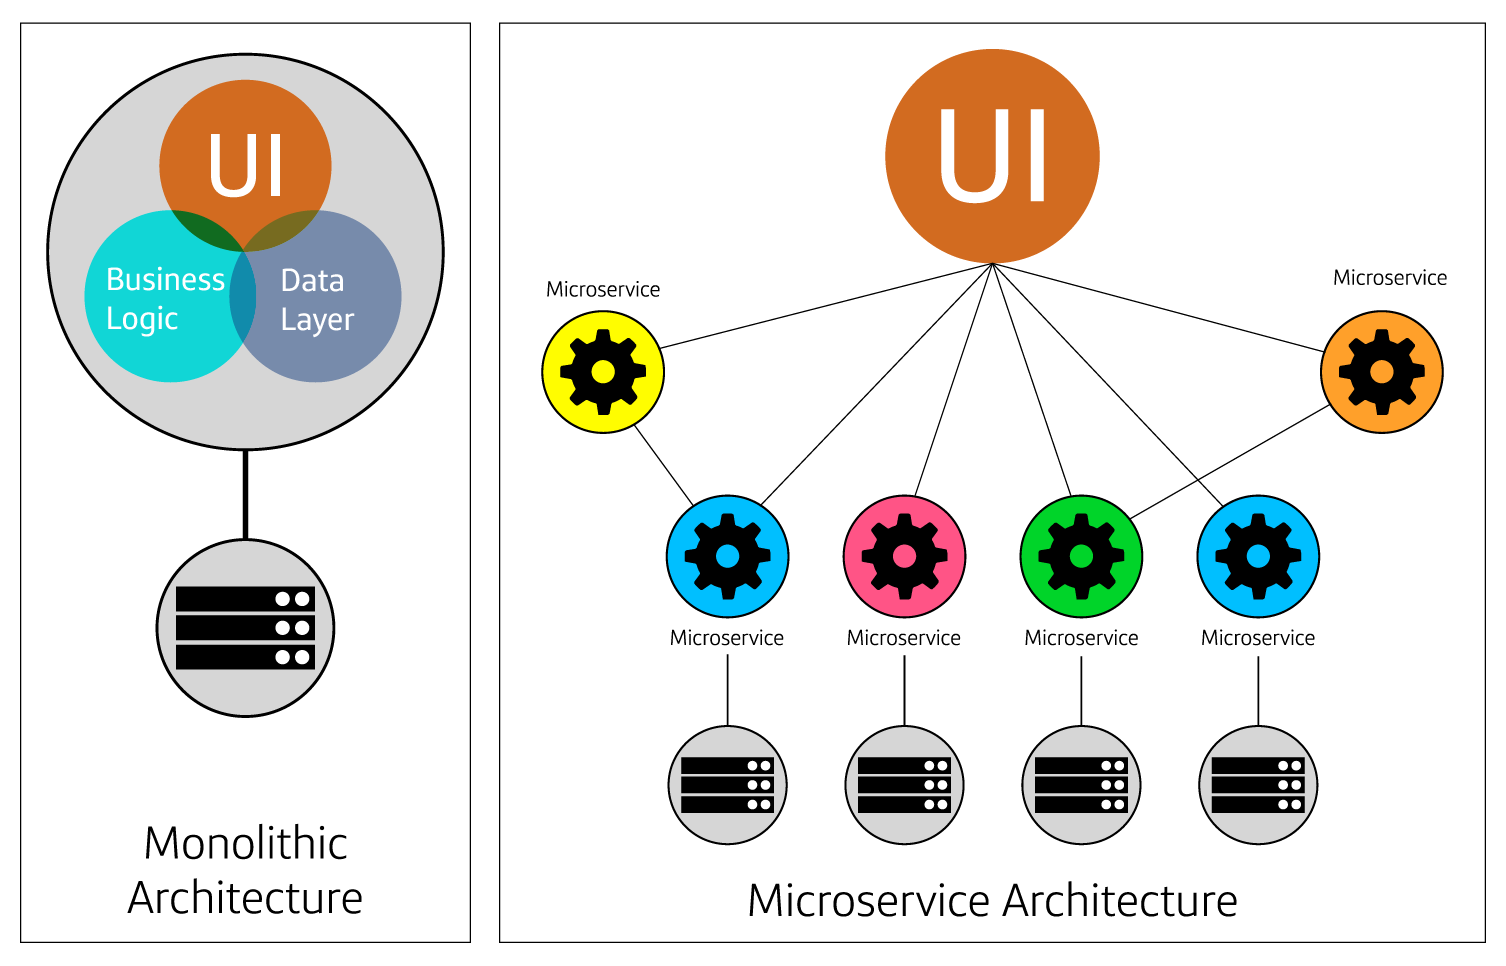 UI
Business
Logic
Data
Layer
Monolithic
Architecture
UI
Microservice
Microservice
Microservice
Microservice
Microservice
Microservice
Microservice Architecture